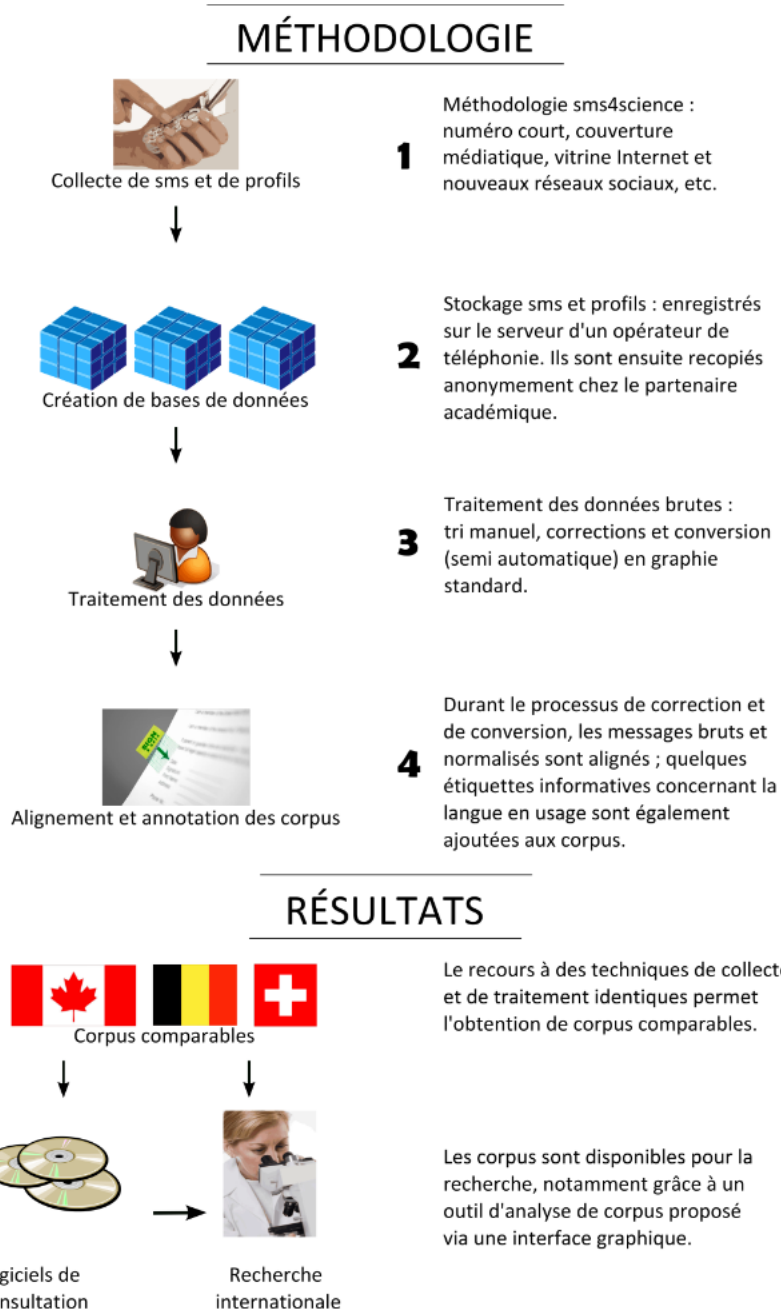 MÉTHODOLOGIE
Collecte de sms et de profils
1
Méthodologie sms4science :
numéro court, couverture
médiatique, vitrine Internet et
nouveaux réseaux sociaux, etc.
Création de bases de données
2
Stockage sms et profils : enregistrés
sur le serveur d'un opérateur de
téléphonie. Ils sont ensuite recopiés
anonymement chez le partenaire
académique.
Traitement des données
3
Traitement des données brutes :
tri manuel, corrections et conversion
(semi automatique) en graphie
standard.
Alignement et annotation des corpus
4
Durant le processus de correction et
de conversion, les messages bruts et
normalisés sont alignés ; quelques
étiquettes informatives concernant la
langue en usage sont également
ajoutées aux corpus.
RÉSULTATS
Corpus comparables
Le recours à des techniques de collecte
et de traitement identiques permet
l'obtention de corpus comparables.
giciels de
nsultation
Recherche
internationale
Les corpus sont disponibles pour la
recherche, notamment grâce à un
outil d'analyse de corpus proposé
via une interface graphique.